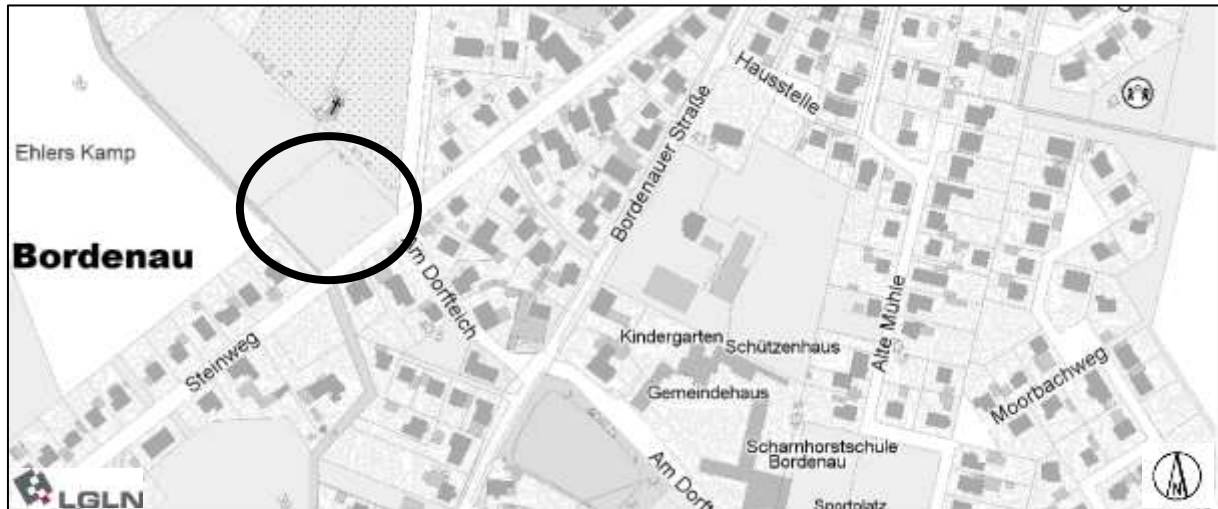 Hausstelle
Bordenauer Straße
Ehlers Kamp
Bordenau
Am Dorfteich
Steinweg
Kindergarten
Schützenhaus
Alte Mühle
Gemeindehaus
Moorbachweg
Scharnhorstschule
Bordenau
Am Dorft
Sportplatz
LGLN
N